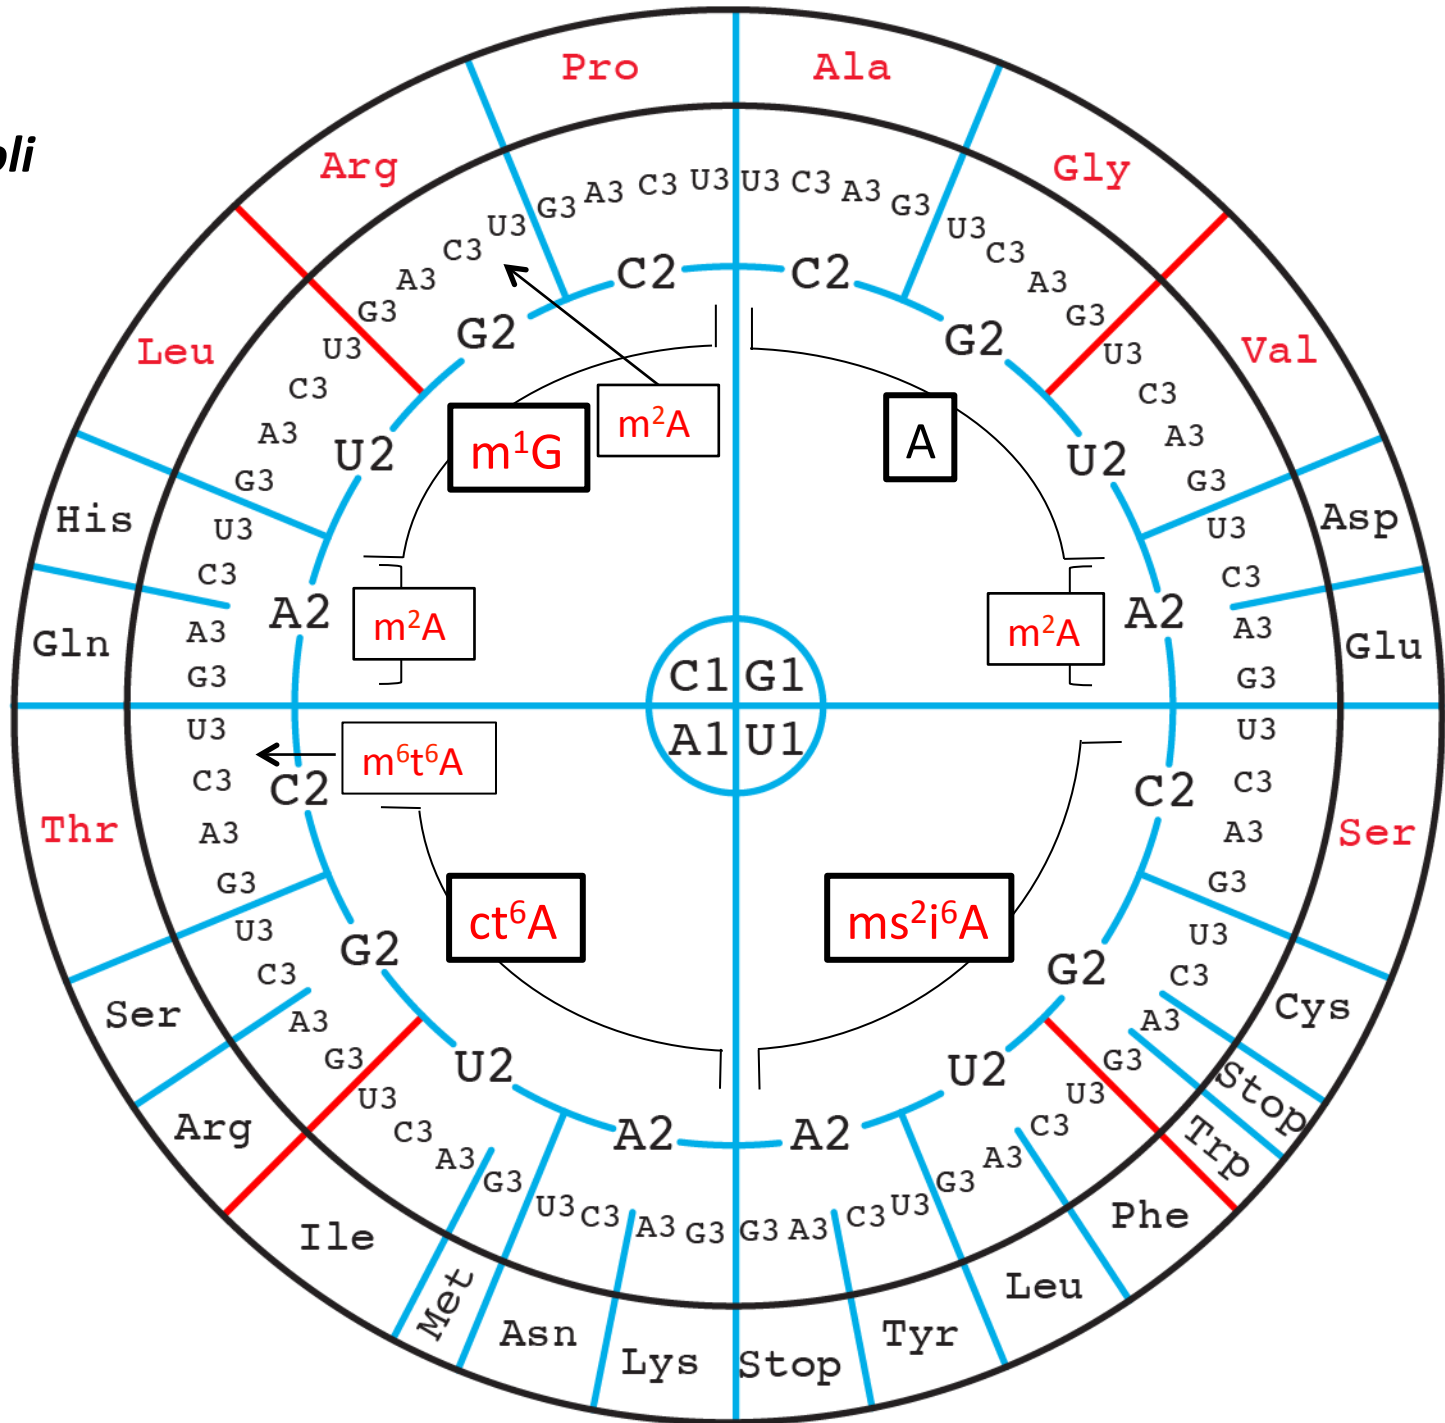 oli
Pro
Ala
Arg
Gly
Leu
Val
His
Asp
Gln
Glu
Thr
Ser
Ser
Cys
Arg
Stop
Trp
Ile
Phe
Met
Leu
Asn
Tyr
Lys
Stop
G3 A3 C3 U3
U3 C3 A3 G3
U3
C3
A3
G3
U3
C3
A3
G3
U3
C3
A3
G3
U3
C3
A3
G3
U3
C3
A3
G3
U3
C3
A3
G3
U3
C3
A3
G3
U3
C3
A3
G3
U3
C3
A3
G3
U3
C3
A3
G3
U3
C3
A3
G3
U3
C3
A3
G3
U3 C3 A3 G3
G3 A3 C3 U3
G3
A3
C3
U3
C2
C2
G2
G2
U2
U2
A2
A2
C2
C2
G2
G2
U2
U2
A2
A2
m²A
m¹G
A
m²A
m²A
C1 G1
A1 U1
m⁶t⁶A
ct⁶A
ms²i⁶A